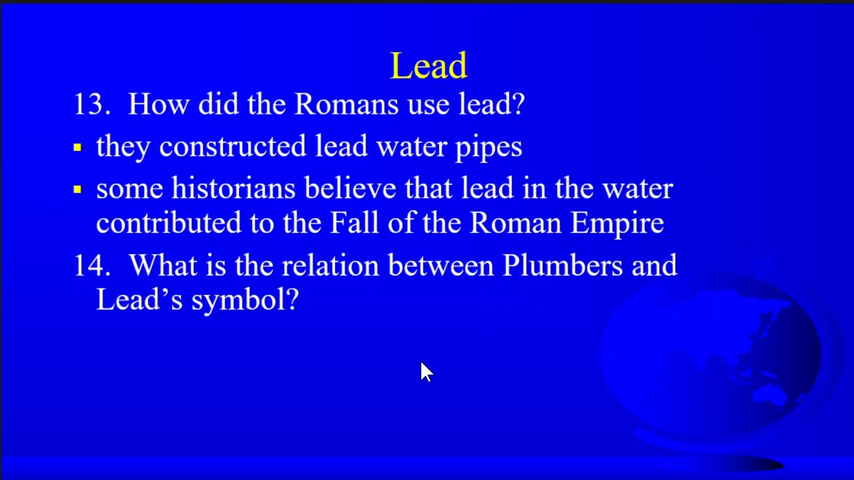 Lead
13. How did the Romans use lead?
▪ they constructed lead water pipes
▪ some historians believe that lead in the water
contributed to the Fall of the Roman Empire
14. What is the relation between Plumbers and
Lead’s symbol?